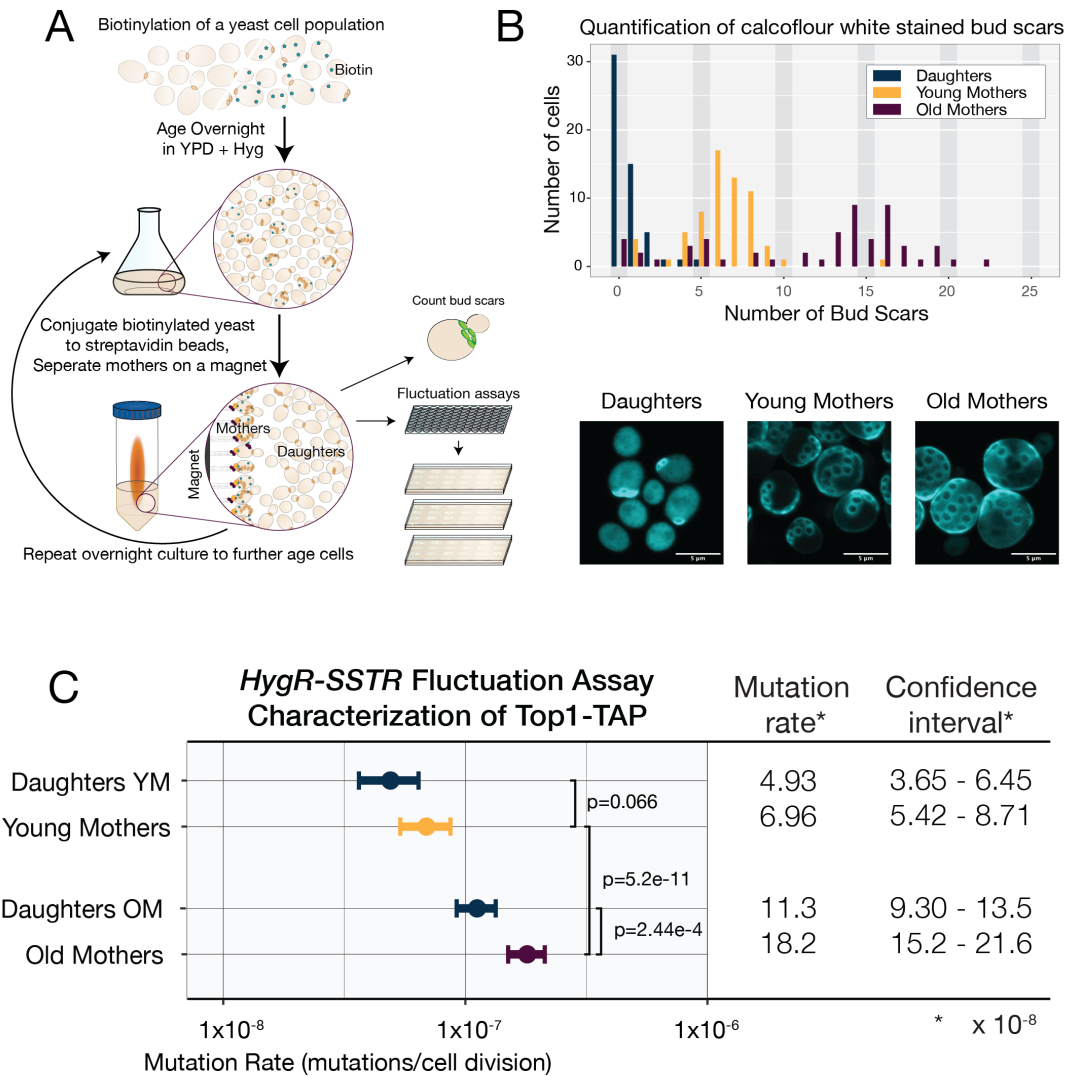 A
Biotinylation of a yeast cell population
Biotin
Age Overnight
in YPD + Hyg
Conjugate biotinylated yeast
to streptavidin beads,
Seperate mothers on a magnet
Count bud scars
Fluctuation assays
Mothers
Daughters
Magnet
Repeat overnight culture to further age cells
B
Quantification of calcoflour white stained bud scars
Number of cells
30
20
10
0
Daughters
Young Mothers
Old Mothers
0 5 10 15 20 25
Number of Bud Scars
Daughters Young Mothers Old Mothers
5 µm 5 µm 5 µm
C
HygR-SSTR Fluctuation Assay
Characterization of Top1-TAP
Mutation
rate*
Confidence
interval*
Daughters YM 4.93 3.65 - 6.45
p=0.066
Young Mothers 6.96 5.42 - 8.71
p=5.2e-11
Daughters OM 11.3 9.30 - 13.5
p=2.44e-4
Old Mothers 18.2 15.2 - 21.6
1x10⁻⁸ 1x10⁻⁷ 1x10⁻⁶
* x 10⁻⁸
Mutation Rate (mutations/cell division)